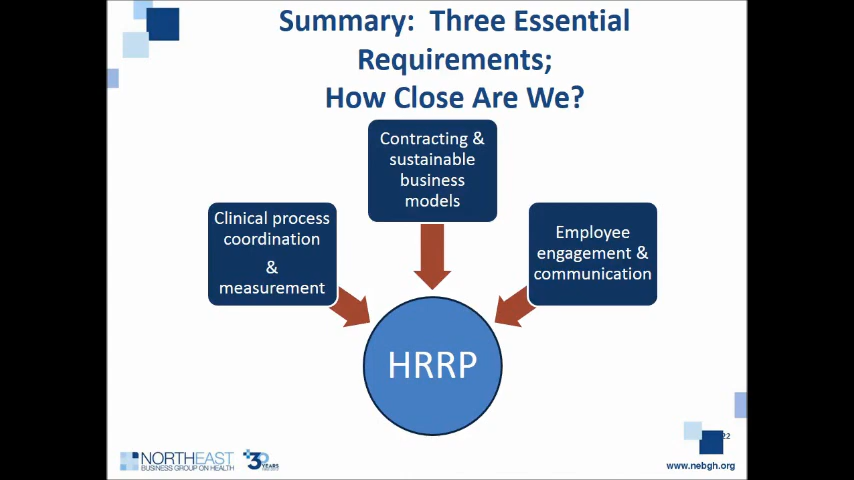 Summary: Three Essential
Requirements;
How Close Are We?
Contracting &
sustainable
business
models
Clinical process
coordination
&
measurement
Employee
engagement &
communication
HRRP
22
NORTHEAST
BUSINESS GROUP ON HEALTH
30
YEARS
www.nebgh.org